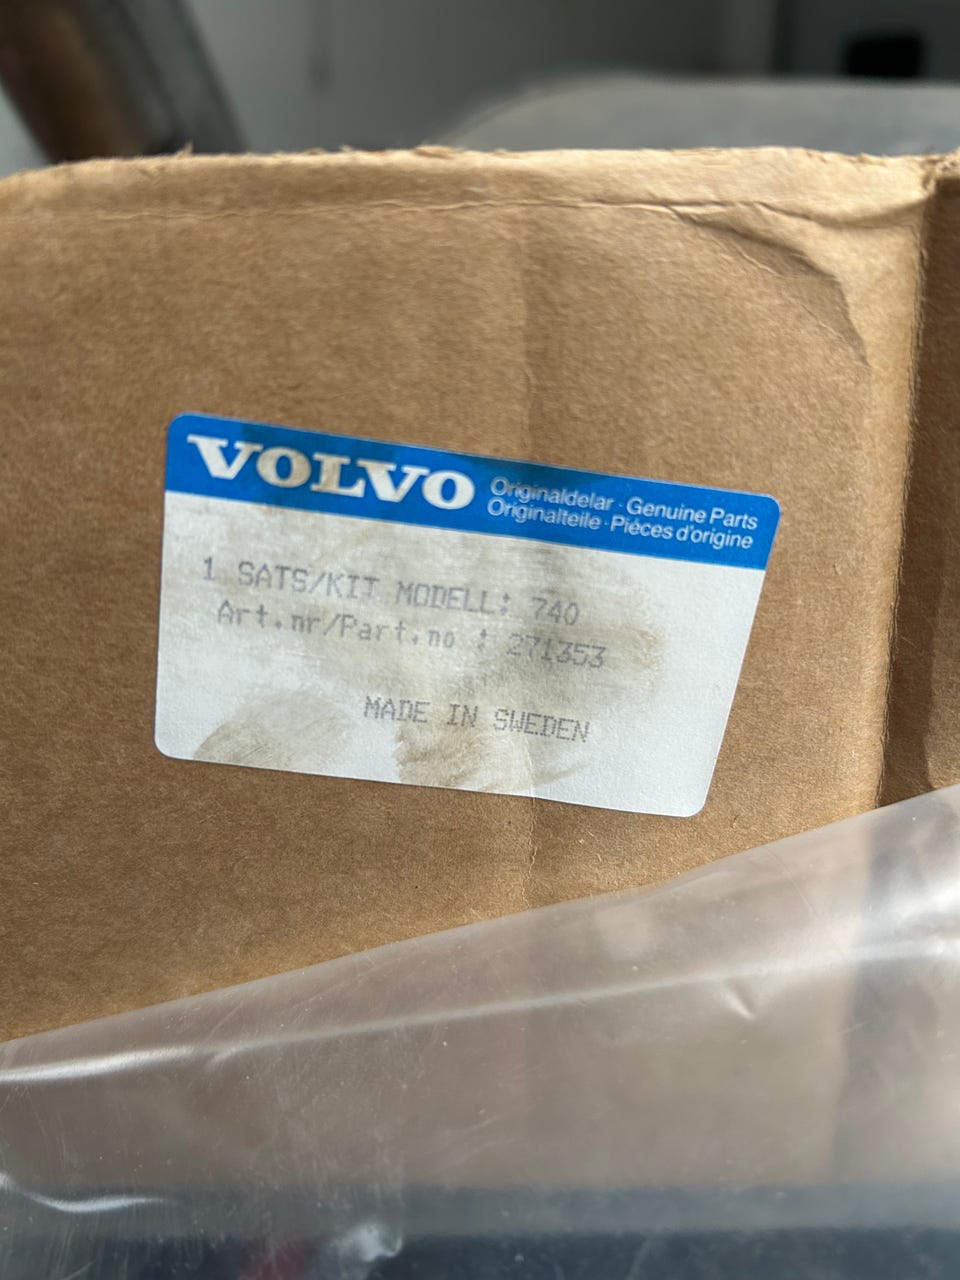 VOLVO
Originaldelar · Genuine Parts
Originalteile · Piéces d'origine
1 SATS/KIT MODELL: 740
Art.nr/Part.no : 271353
MADE IN SWEDEN